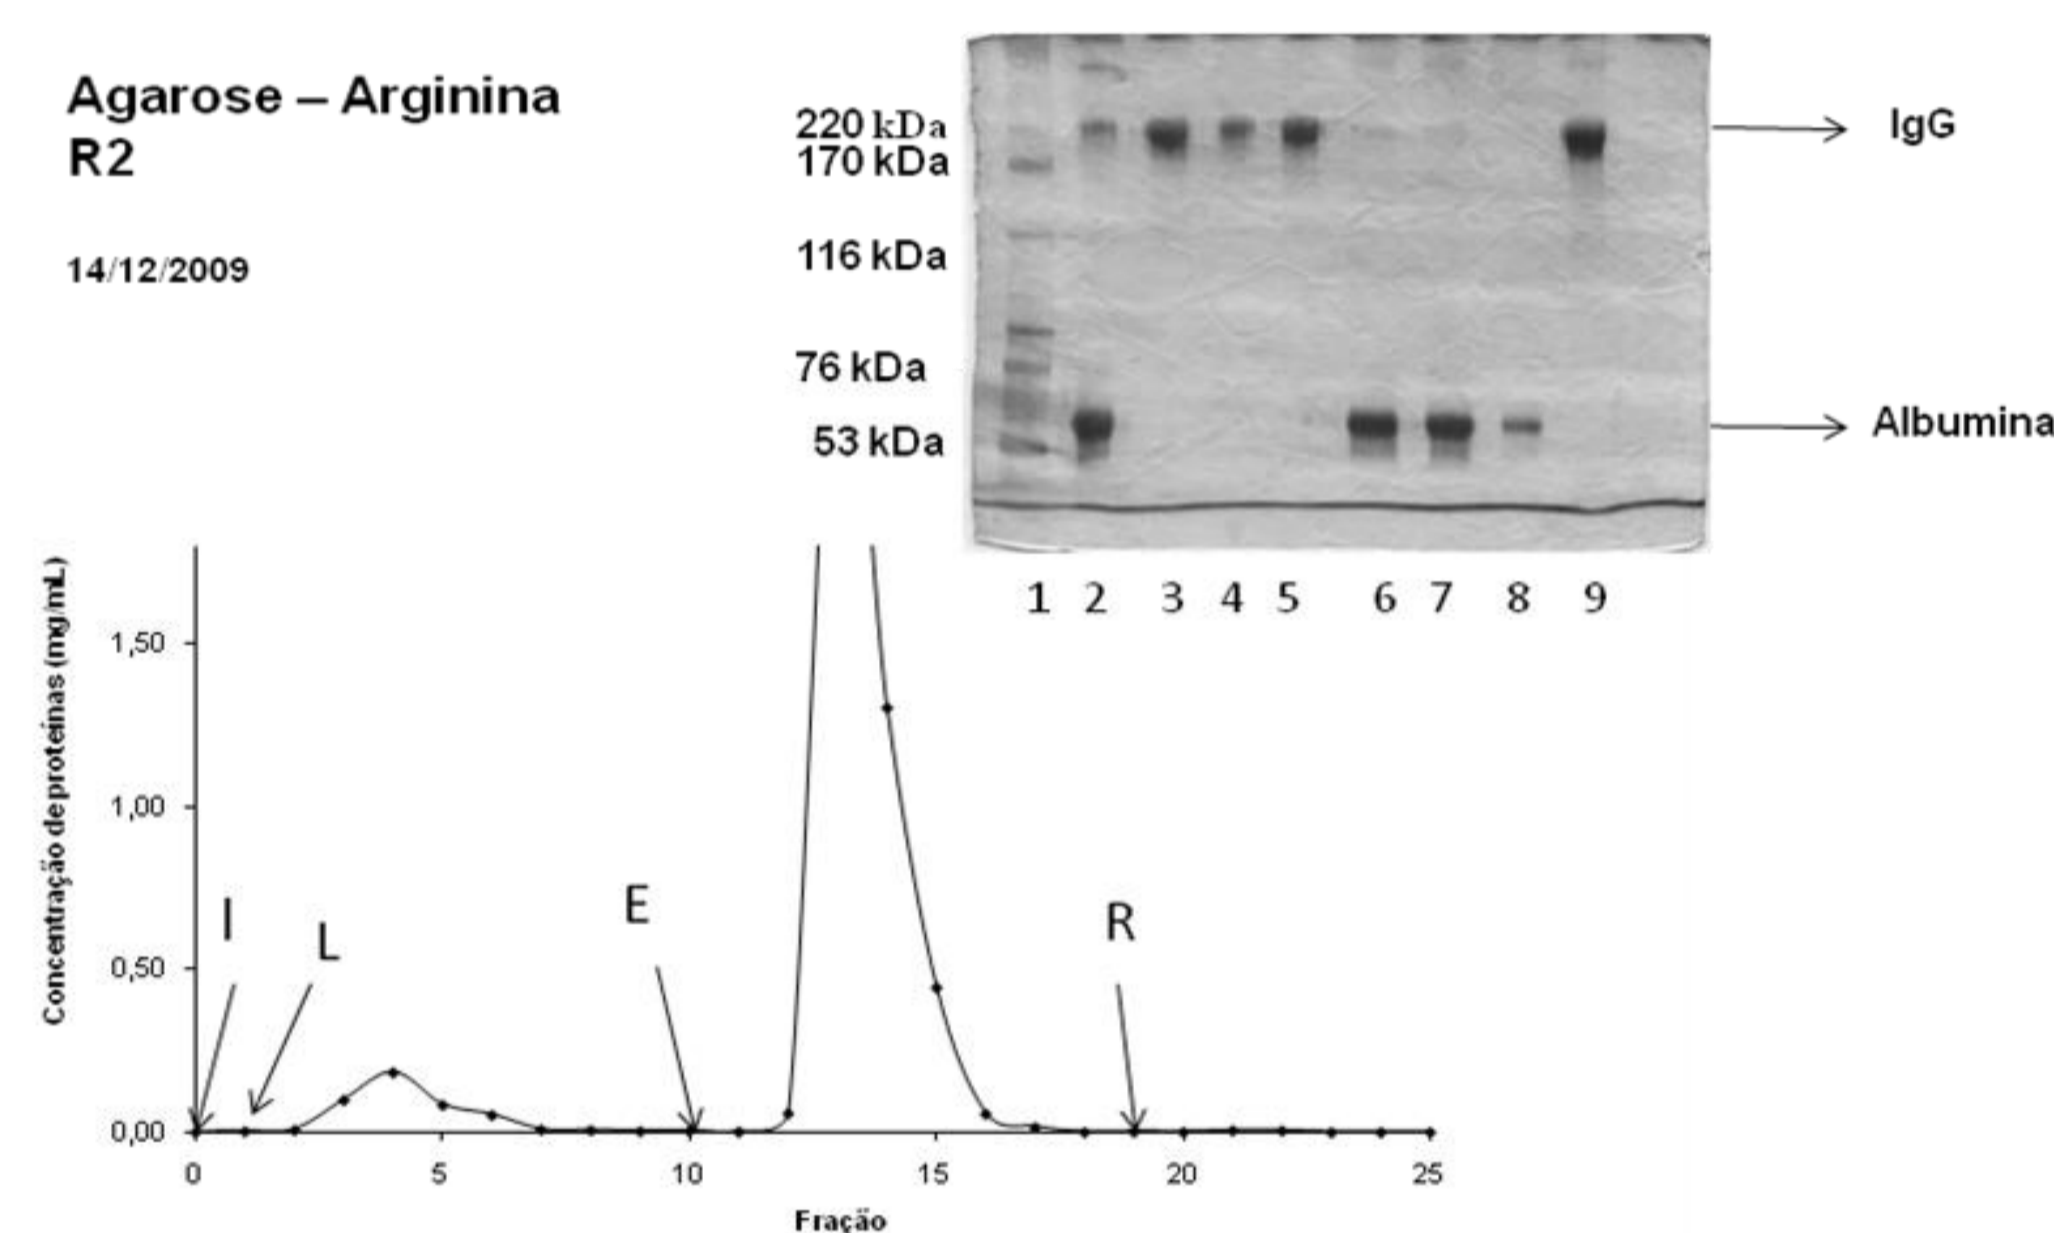 Agarose – Arginina
R2
14/12/2009
220 kDa
170 kDa
116 kDa
76 kDa
53 kDa
IgG
Albumina
1 2 3 4 5 6 7 8 9
Concentração de proteínas (mg/mL)
1,50
1,00
0,50
0,00
I
L
E
R
0 5 10 15 20 25
Fração